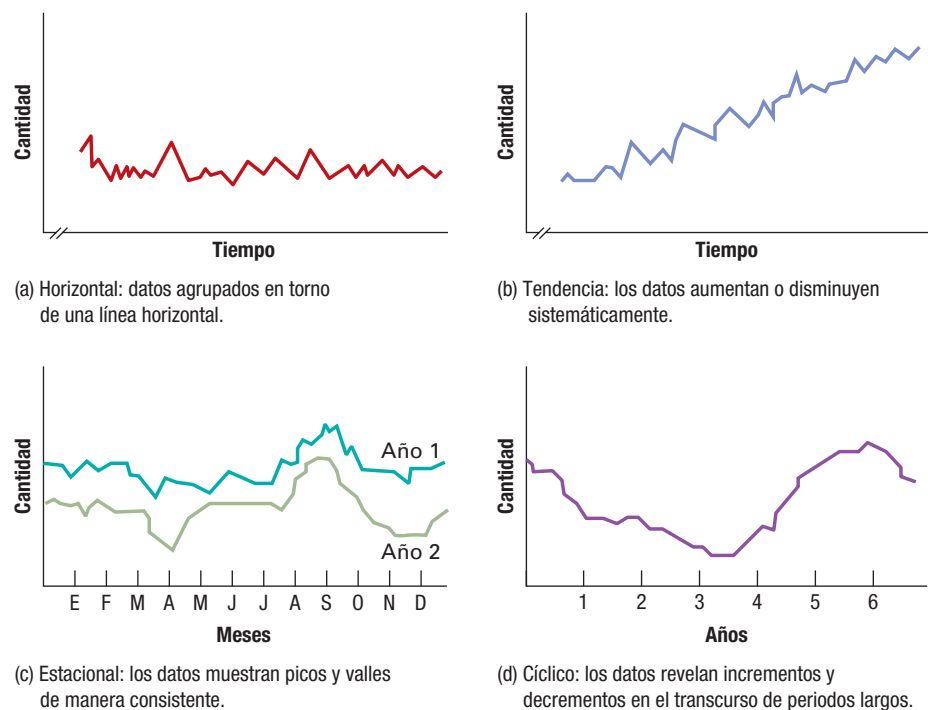 Cantidad
Tiempo
(a) Horizontal: datos agrupados en torno
de una línea horizontal.
Cantidad
Tiempo
(b) Tendencia: los datos aumentan o disminuyen
sistemáticamente.
Cantidad
Año 1
Año 2
E F M A M J J A S O N D
Meses
(c) Estacional: los datos muestran picos y valles
de manera consistente.
Cantidad
1 2 3 4 5 6
Años
(d) Cíclico: los datos revelan incrementos y
decrementos en el transcurso de periodos largos.